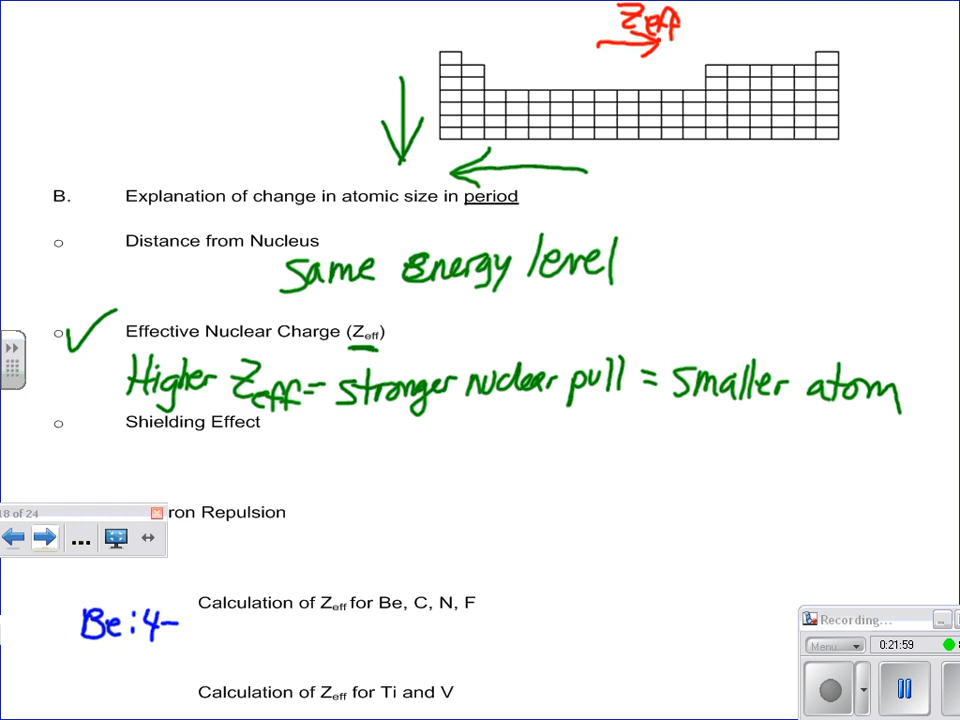 Zeff
B. Explanation of change in atomic size in period
o Distance from Nucleus
Same Energy level
o Effective Nuclear Charge (Zeff)
Higher Zeff = stronger nuclear pull = smaller atom
o Shielding Effect
18 of 24
ron Repulsion
...
Calculation of Zeff for Be, C, N, F
Be: 4-
Recording...
Menu 0:21:59
Calculation of Zeff for Ti and V